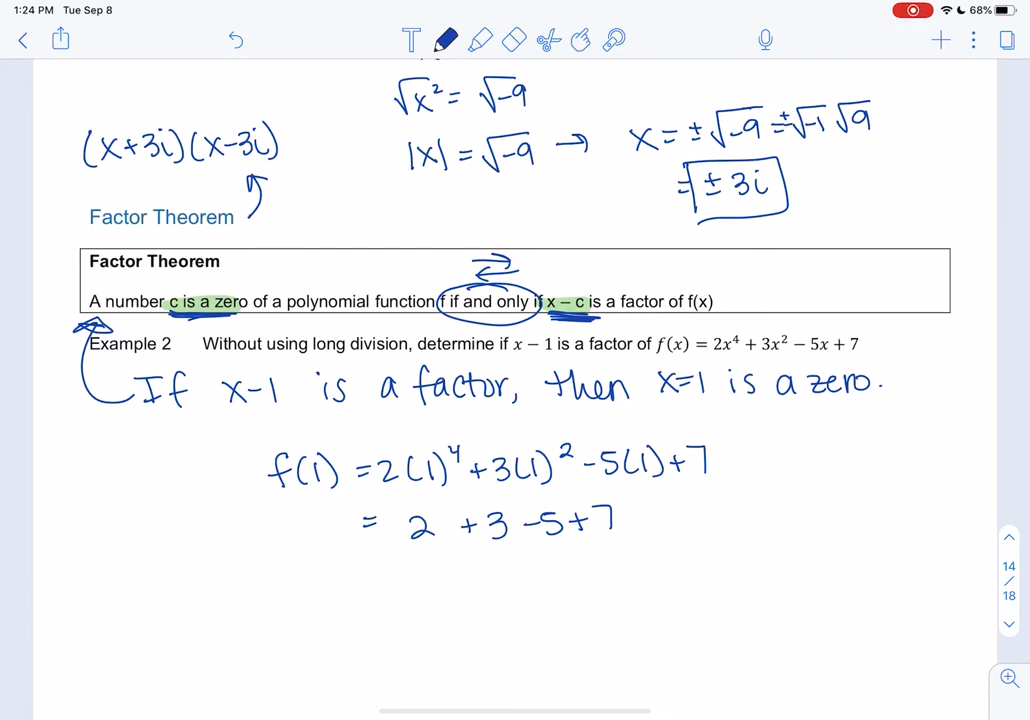 1:24 PM Tue Sep 8
68%
√x² = √-9
(x+3i)(x-3i)
|x| = √-9 → x = ±√-9 = ±√-1 √9
= ± 3i
Factor Theorem
Factor Theorem
A number c is a zero of a polynomial function f if and only if x – c is a factor of f(x)
Example 2 Without using long division, determine if x − 1 is a factor of f(x) = 2x⁴ + 3x² − 5x + 7
If x-1 is a factor, then x=1 is a zero.
f(1) = 2(1)⁴ + 3(1)² - 5(1) + 7
= 2 + 3 - 5 + 7
14
/
18